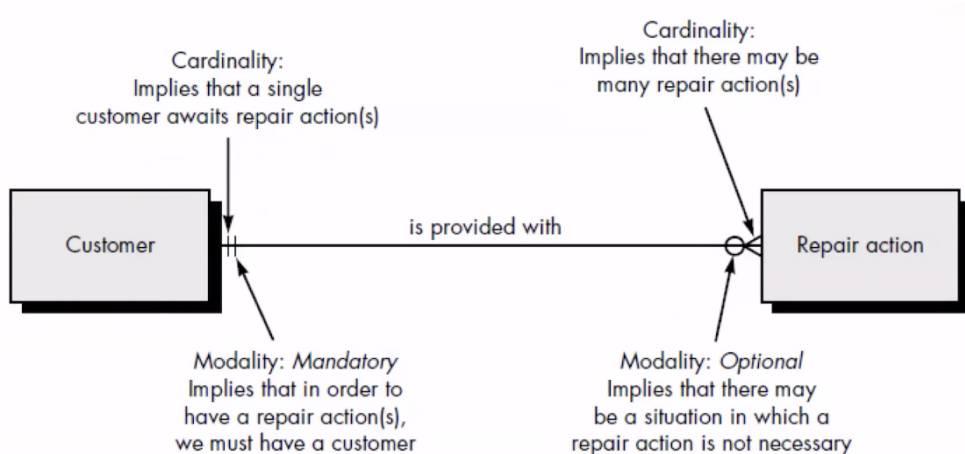 Cardinality:
Implies that a single
customer awaits repair action(s)
Cardinality:
Implies that there may be
many repair action(s)
Customer
is provided with
Repair action
Modality: Mandatory
Implies that in order to
have a repair action(s),
we must have a customer
Modality: Optional
Implies that there may
be a situation in which a
repair action is not necessary